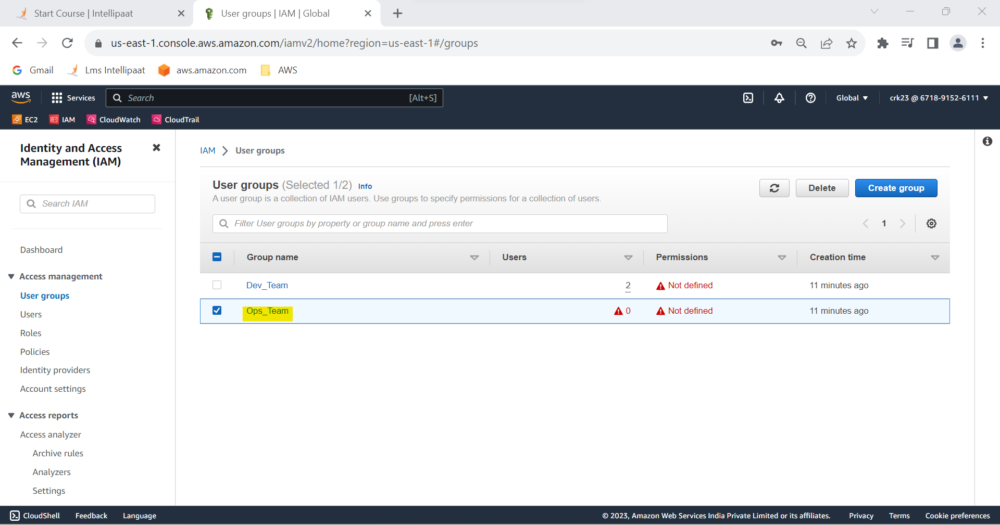 Start Course | Intellipaat
User groups | IAM | Global
us-east-1.console.aws.amazon.com/iamv2/home?region=us-east-1#/groups
Gmail Lms Intellipaat aws.amazon.com AWS
aws Services Search [Alt+S] Global crk23 @ 6718-9152-6111
EC2 IAM CloudWatch CloudTrail
Identity and Access
Management (IAM)
Search IAM
Dashboard
Access management
User groups
Users
Roles
Policies
Identity providers
Account settings
Access reports
Access analyzer
Archive rules
Analyzers
Settings
IAM User groups
User groups (Selected 1/2) Info
A user group is a collection of IAM users. Use groups to specify permissions for a collection of users.
Delete Create group
Filter User groups by property or group name and press enter
1
Group name Users Permissions Creation time
Dev_Team 2 Not defined 11 minutes ago
Ops_Team 0 Not defined 11 minutes ago
CloudShell Feedback Language © 2023, Amazon Web Services India Private Limited or its affiliates. Privacy Terms Cookie preferences